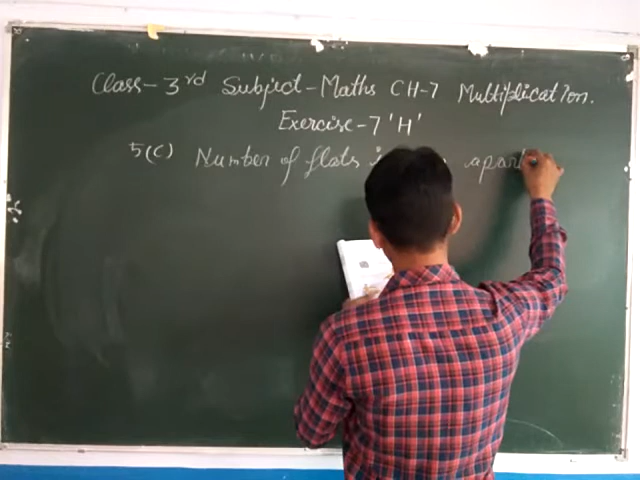 Class-3rd Subject-Maths CH-7 Multiplication.
Exercise-7'H'
5(C) Number of flats apart